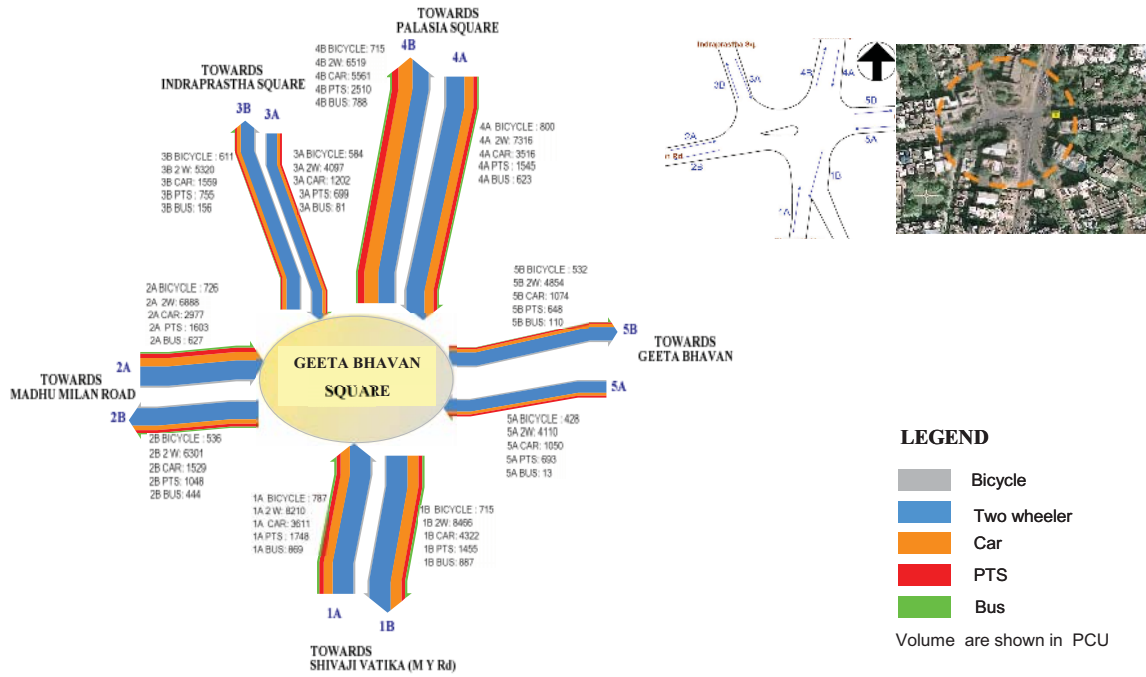 TOWARDS
PALASIA SQUARE
4B
4A
4B BICYCLE: 715
4B 2W: 6519
4B CAR: 5561
4B PTS: 2510
4B BUS: 788
TOWARDS
INDRAPRASTHA SQUARE
3B
3A
3B BICYCLE : 611
3B 2 W: 5320
3B CAR: 1559
3B PTS: 755
3B BUS: 156
3A BICYCLE: 584
3A 2W: 4097
3A CAR: 1202
3A PTS: 699
3A BUS: 81
4A BICYCLE: 800
4A 2W: 7316
4A CAR: 3516
4A PTS: 1545
4A BUS: 623
Indraprastha Sq.
3B
3A
4B
4A
5B
5A
2A
n Rd
2B
1B
1A
2A BICYCLE: 726
2A 2W: 6888
2A CAR: 2977
2A PTS: 1603
2A BUS: 627
5B BICYCLE : 532
5B 2W: 4854
5B CAR: 1074
5B PTS: 648
5B BUS: 110
5B
TOWARDS
GEETA BHAVAN
2A
TOWARDS
MADHU MILAN ROAD
2B
GEETA BHAVAN
SQUARE
5A
5A BICYCLE: 428
5A 2W: 4110
5A CAR: 1050
5A PTS: 693
5A BUS: 13
2B BICYCLE: 536
2B 2 W: 6301
2B CAR: 1529
2B PTS: 1048
2B BUS: 444
1A BICYCLE: 787
1A 2 W: 8210
1A CAR: 3611
1A PTS : 1748
1A BUS: 869
1B BICYCLE: 715
1B 2W: 8466
1B CAR: 4322
1B PTS: 1455
1B BUS: 887
1A
1B
TOWARDS
SHIVAJI VATIKA (M Y Rd)
LEGEND
Bicycle
Two wheeler
Car
PTS
Bus
Volume are shown in PCU